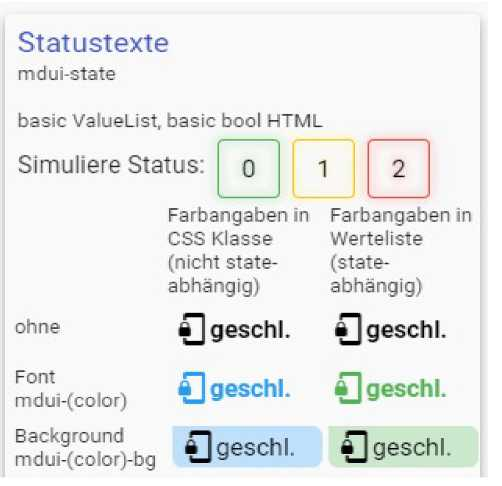 Statustexte
mdui-state
basic ValueList, basic bool HTML
Simuliere Status: 0 1 2
Farbangaben in Farbangaben in
CSS Klasse Werteliste
(nicht state- (state-
abhängig) abhängig)
ohne geschl. geschl.
Font
mdui-(color) geschl. geschl.
Background
mdui-(color)-bg geschl. geschl.